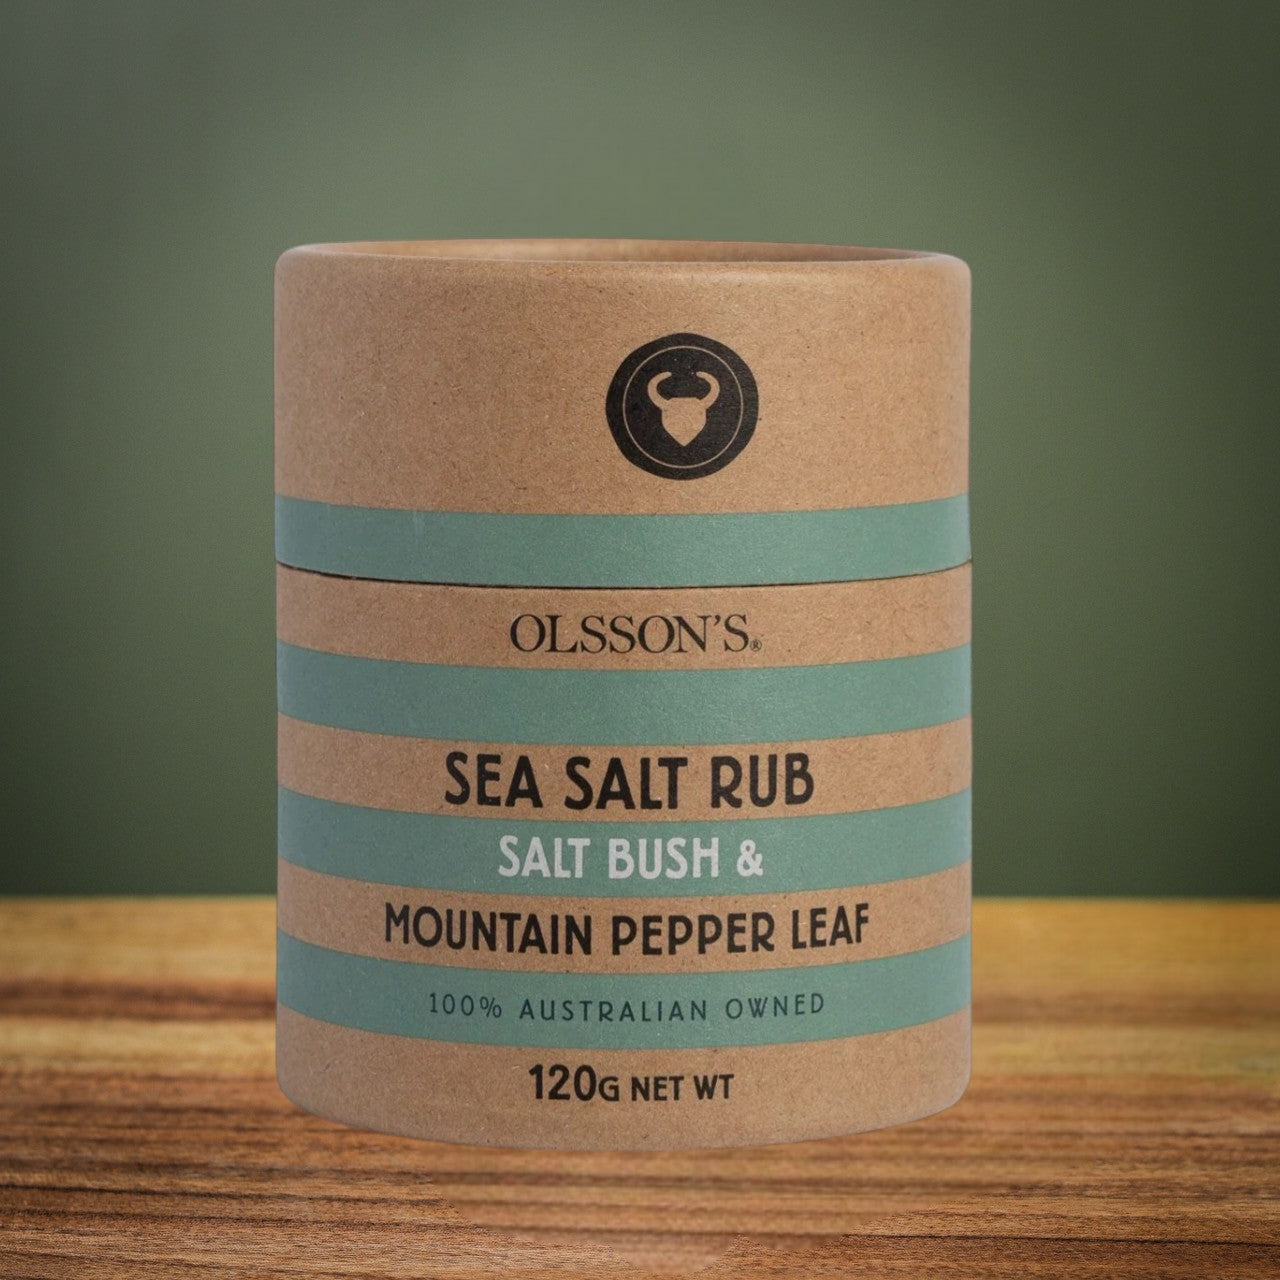 OLSSON'S®
SEA SALT RUB
SALT BUSH &
MOUNTAIN PEPPER LEAF
100% AUSTRALIAN OWNED
120G NET WT